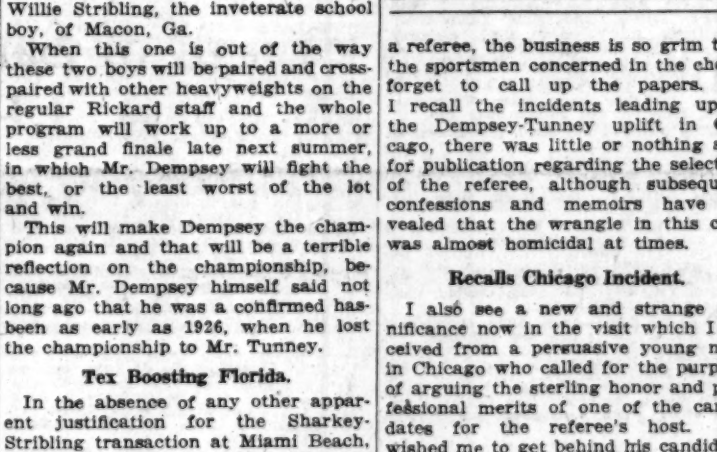 Willie Stribling, the inveterate school
boy, of Macon, Ga.
When this one is out of the way
these two boys will be paired and cross-
paired with other heavyweights on the
regular Rickard staff and the whole
program will work up to a more or
less grand finale late next summer,
in which Mr. Dempsey will fight the
best, or the least worst of the lot
and win.
This will make Dempsey the cham-
pion again and that will be a terrible
reflection on the championship, be-
cause Mr. Dempsey himself said not
long ago that he was a confirmed has-
been as early as 1926, when he lost
the championship to Mr. Tunney.
Tex Boosting Florida.
In the absence of any other appar-
ent justification for the Sharkey-
Stribling transaction at Miami Beach,
a referee, the business is so grim
the sportsmen concerned in the
forget to call up the papers.
I recall the incidents leading up
the Dempsey-Tunney uplift in
cago, there was little or nothing
for publication regarding the select
of the referee, although subsequ
confessions and memoirs have
vealed that the wrangle in this
was almost homicidal at times.
Recalls Chicago Incident.
I also see a new and strange
nificance now in the visit which I
ceived from a persuasive young
in Chicago who called for the purp
of arguing the sterling honor and
fessional merits of one of the
dates for the referee's host.
wished me to get behind his candid